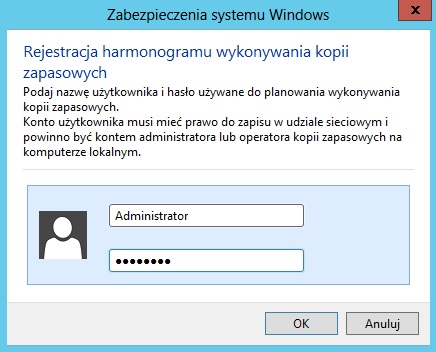 Zabezpieczenia systemu Windows
x
Rejestracja harmonogramu wykonywania kopii
zapasowych
Podaj nazwę użytkownika i hasło używane do planowania wykonywania
kopii zapasowych.
Konto użytkownika musi mieć prawo do zapisu w udziale sieciowym i
powinno być kontem administratora lub operatora kopii zapasowych na
komputerze lokalnym.
Administrator
●●●●●●●●
OK Anuluj